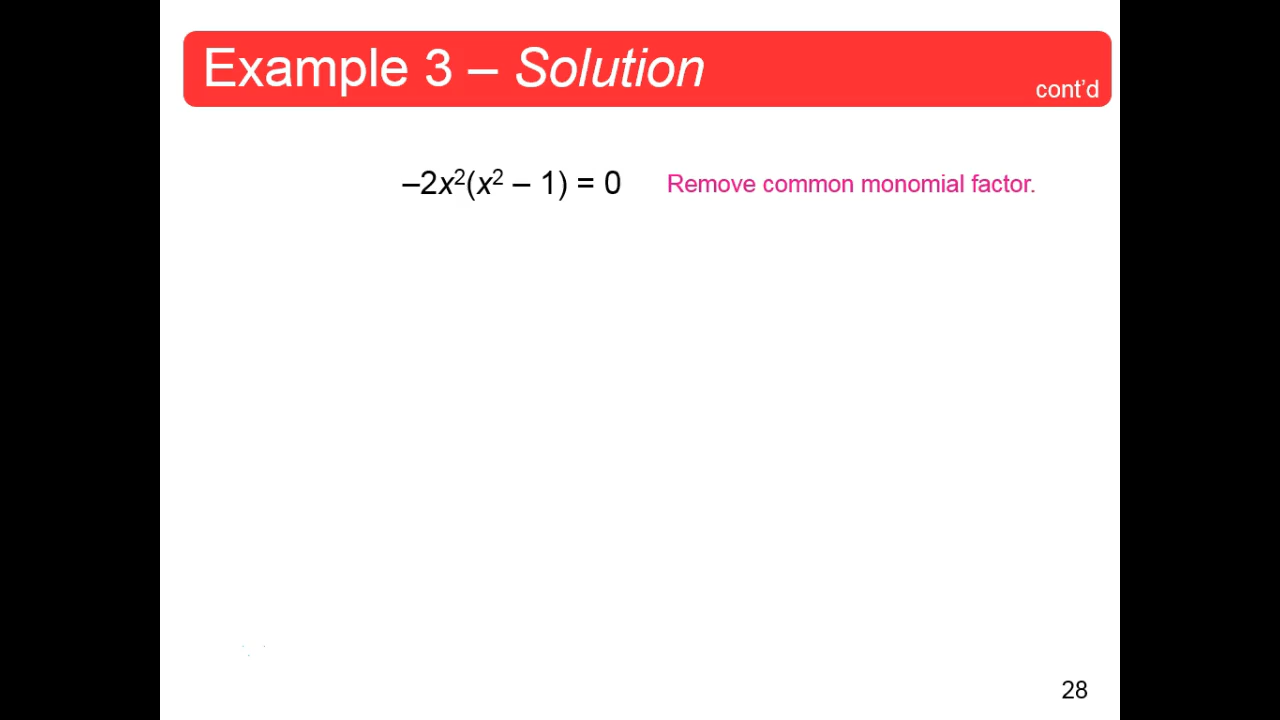 Example 3 – Solution
cont'd
–2x²(x² – 1) = 0 Remove common monomial factor.
28